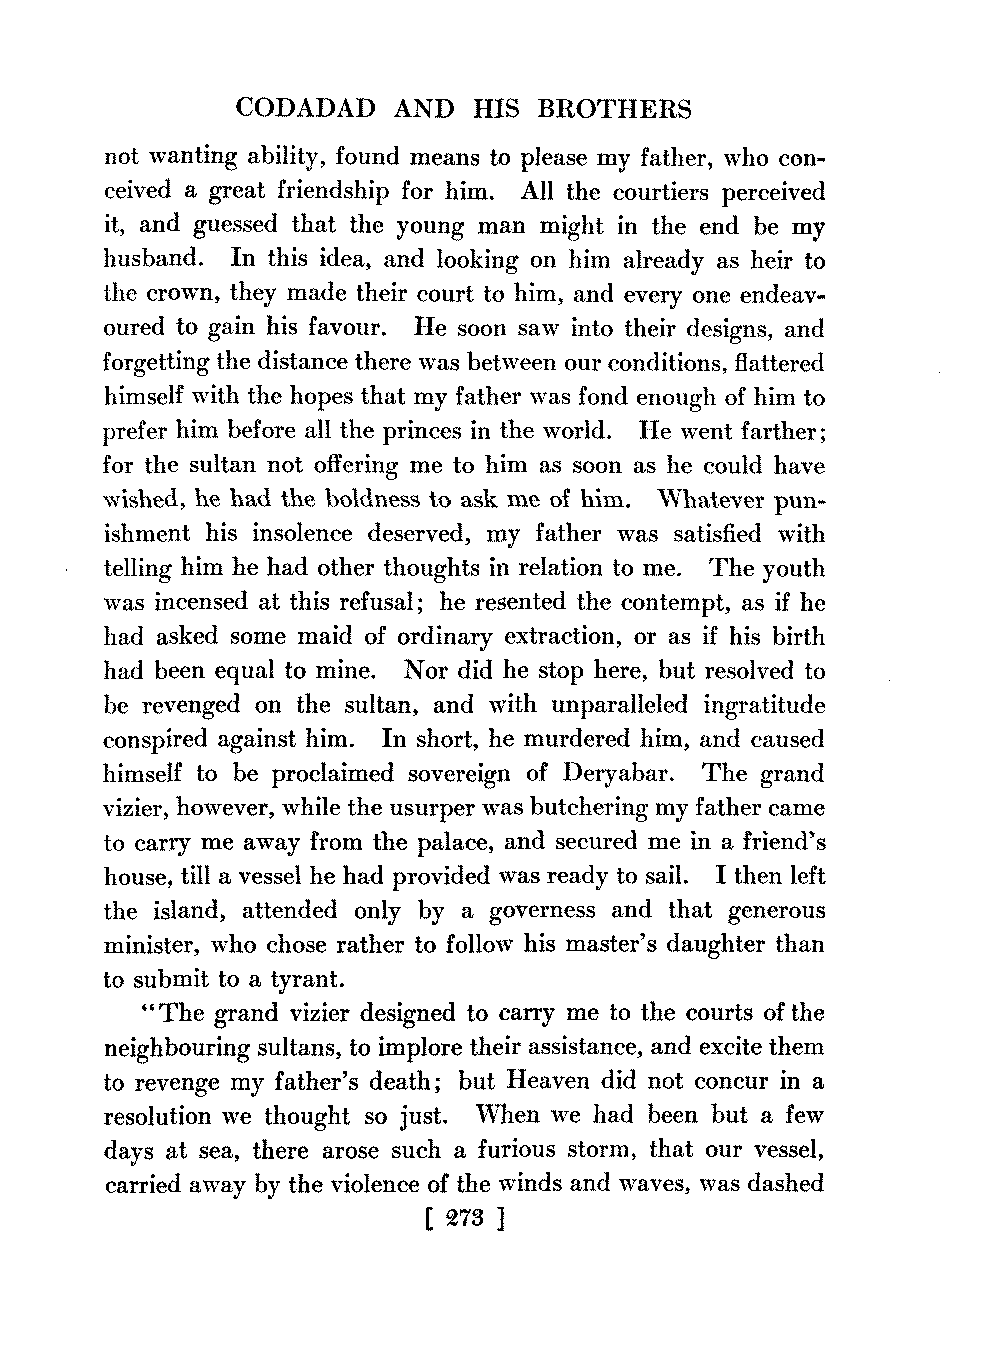 CODADAD AND HIS BROTHERS
not wanting ability, found means to please my father, who con-
ceived a great friendship for him. All the courtiers perceived
it, and guessed that the young man might in the end be my
husband. In this idea, and looking on him already as heir to
the crown, they made their court to him, and every one endeav-
oured to gain his favour. He soon saw into their designs, and
forgetting the distance there was between our conditions, flattered
himself with the hopes that my father was fond enough of him to
prefer him before all the princes in the world. He went farther;
for the sultan not offering me to him as soon as he could have
wished, he had the boldness to ask me of him. Whatever pun-
ishment his insolence deserved, my father was satisfied with
telling him he had other thoughts in relation to me. The youth
was incensed at this refusal; he resented the contempt, as if he
had asked some maid of ordinary extraction, or as if his birth
had been equal to mine. Nor did he stop here, but resolved to
be revenged on the sultan, and with unparalleled ingratitude
conspired against him. In short, he murdered him, and caused
himself to be proclaimed sovereign of Deryabar. The grand
vizier, however, while the usurper was butchering my father came
to carry me away from the palace, and secured me in a friend's
house, till a vessel he had provided was ready to sail. I then left
the island, attended only by a governess and that generous
minister, who chose rather to follow his master's daughter than
to submit to a tyrant.
"The grand vizier designed to carry me to the courts of the
neighbouring sultans, to implore their assistance, and excite them
to revenge my father's death; but Heaven did not concur in a
resolution we thought so just. When we had been but a few
days at sea, there arose such a furious storm, that our vessel,
carried away by the violence of the winds and waves, was dashed
[ 273 ]